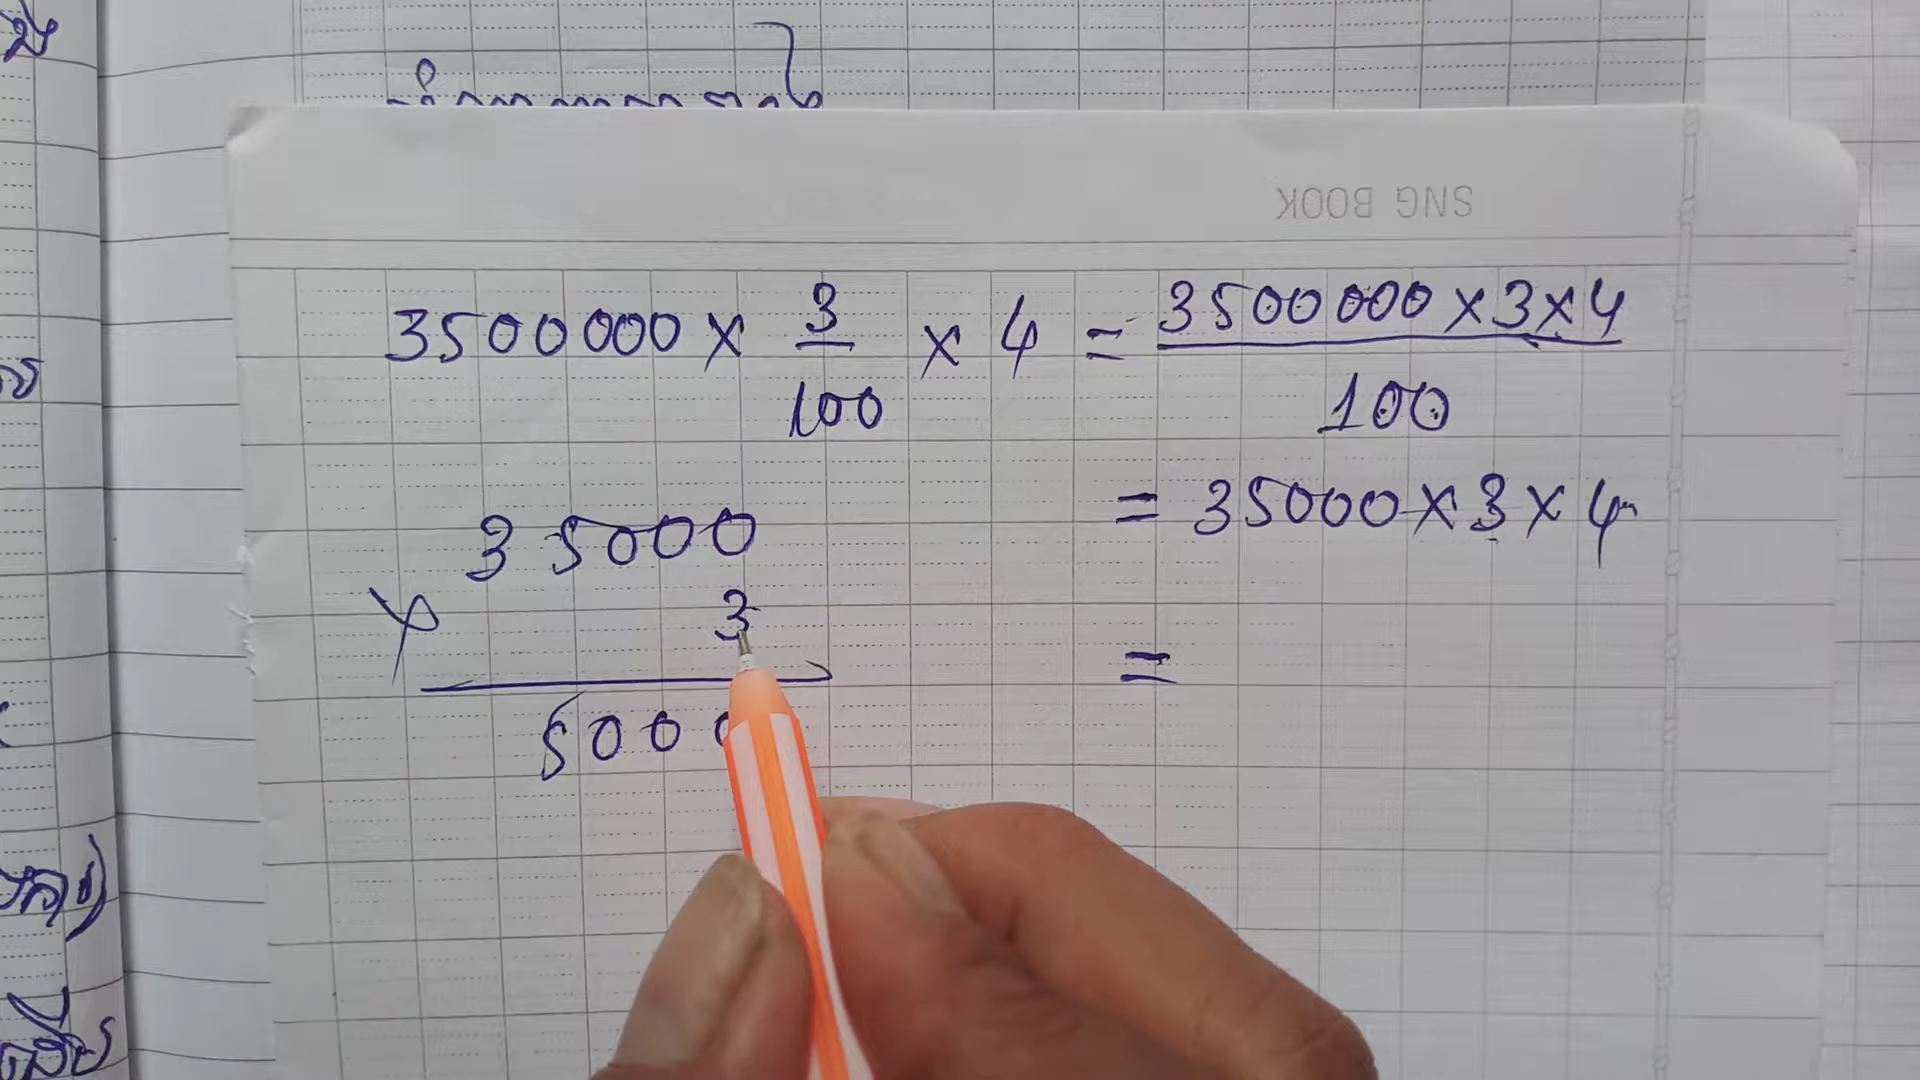 SNG BOOK
3500000 × 3/100 × 4 = 3500000×3×4/100
= 35000×3×4
35000
× 3
5000
=